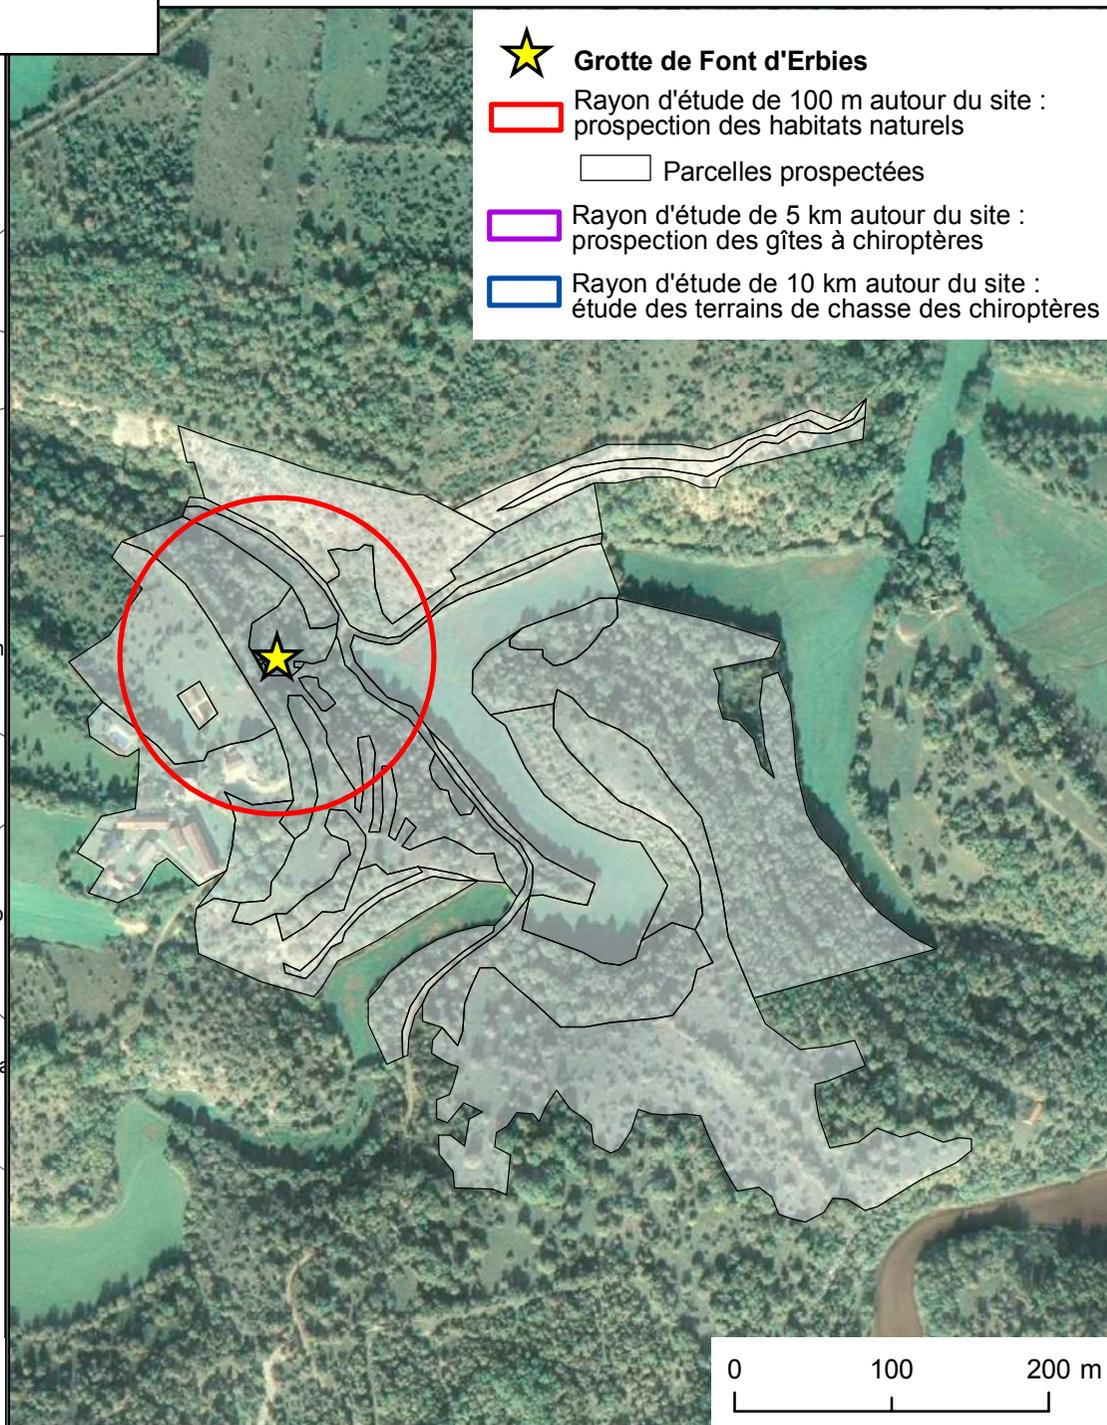 Grotte de Font d'Erbies
Rayon d'étude de 100 m autour du site :
prospection des habitats naturels
Parcelles prospectées
Rayon d'étude de 5 km autour du site :
prospection des gîtes à chiroptères
Rayon d'étude de 10 km autour du site :
étude des terrains de chasse des chiroptères
0 100 200 m